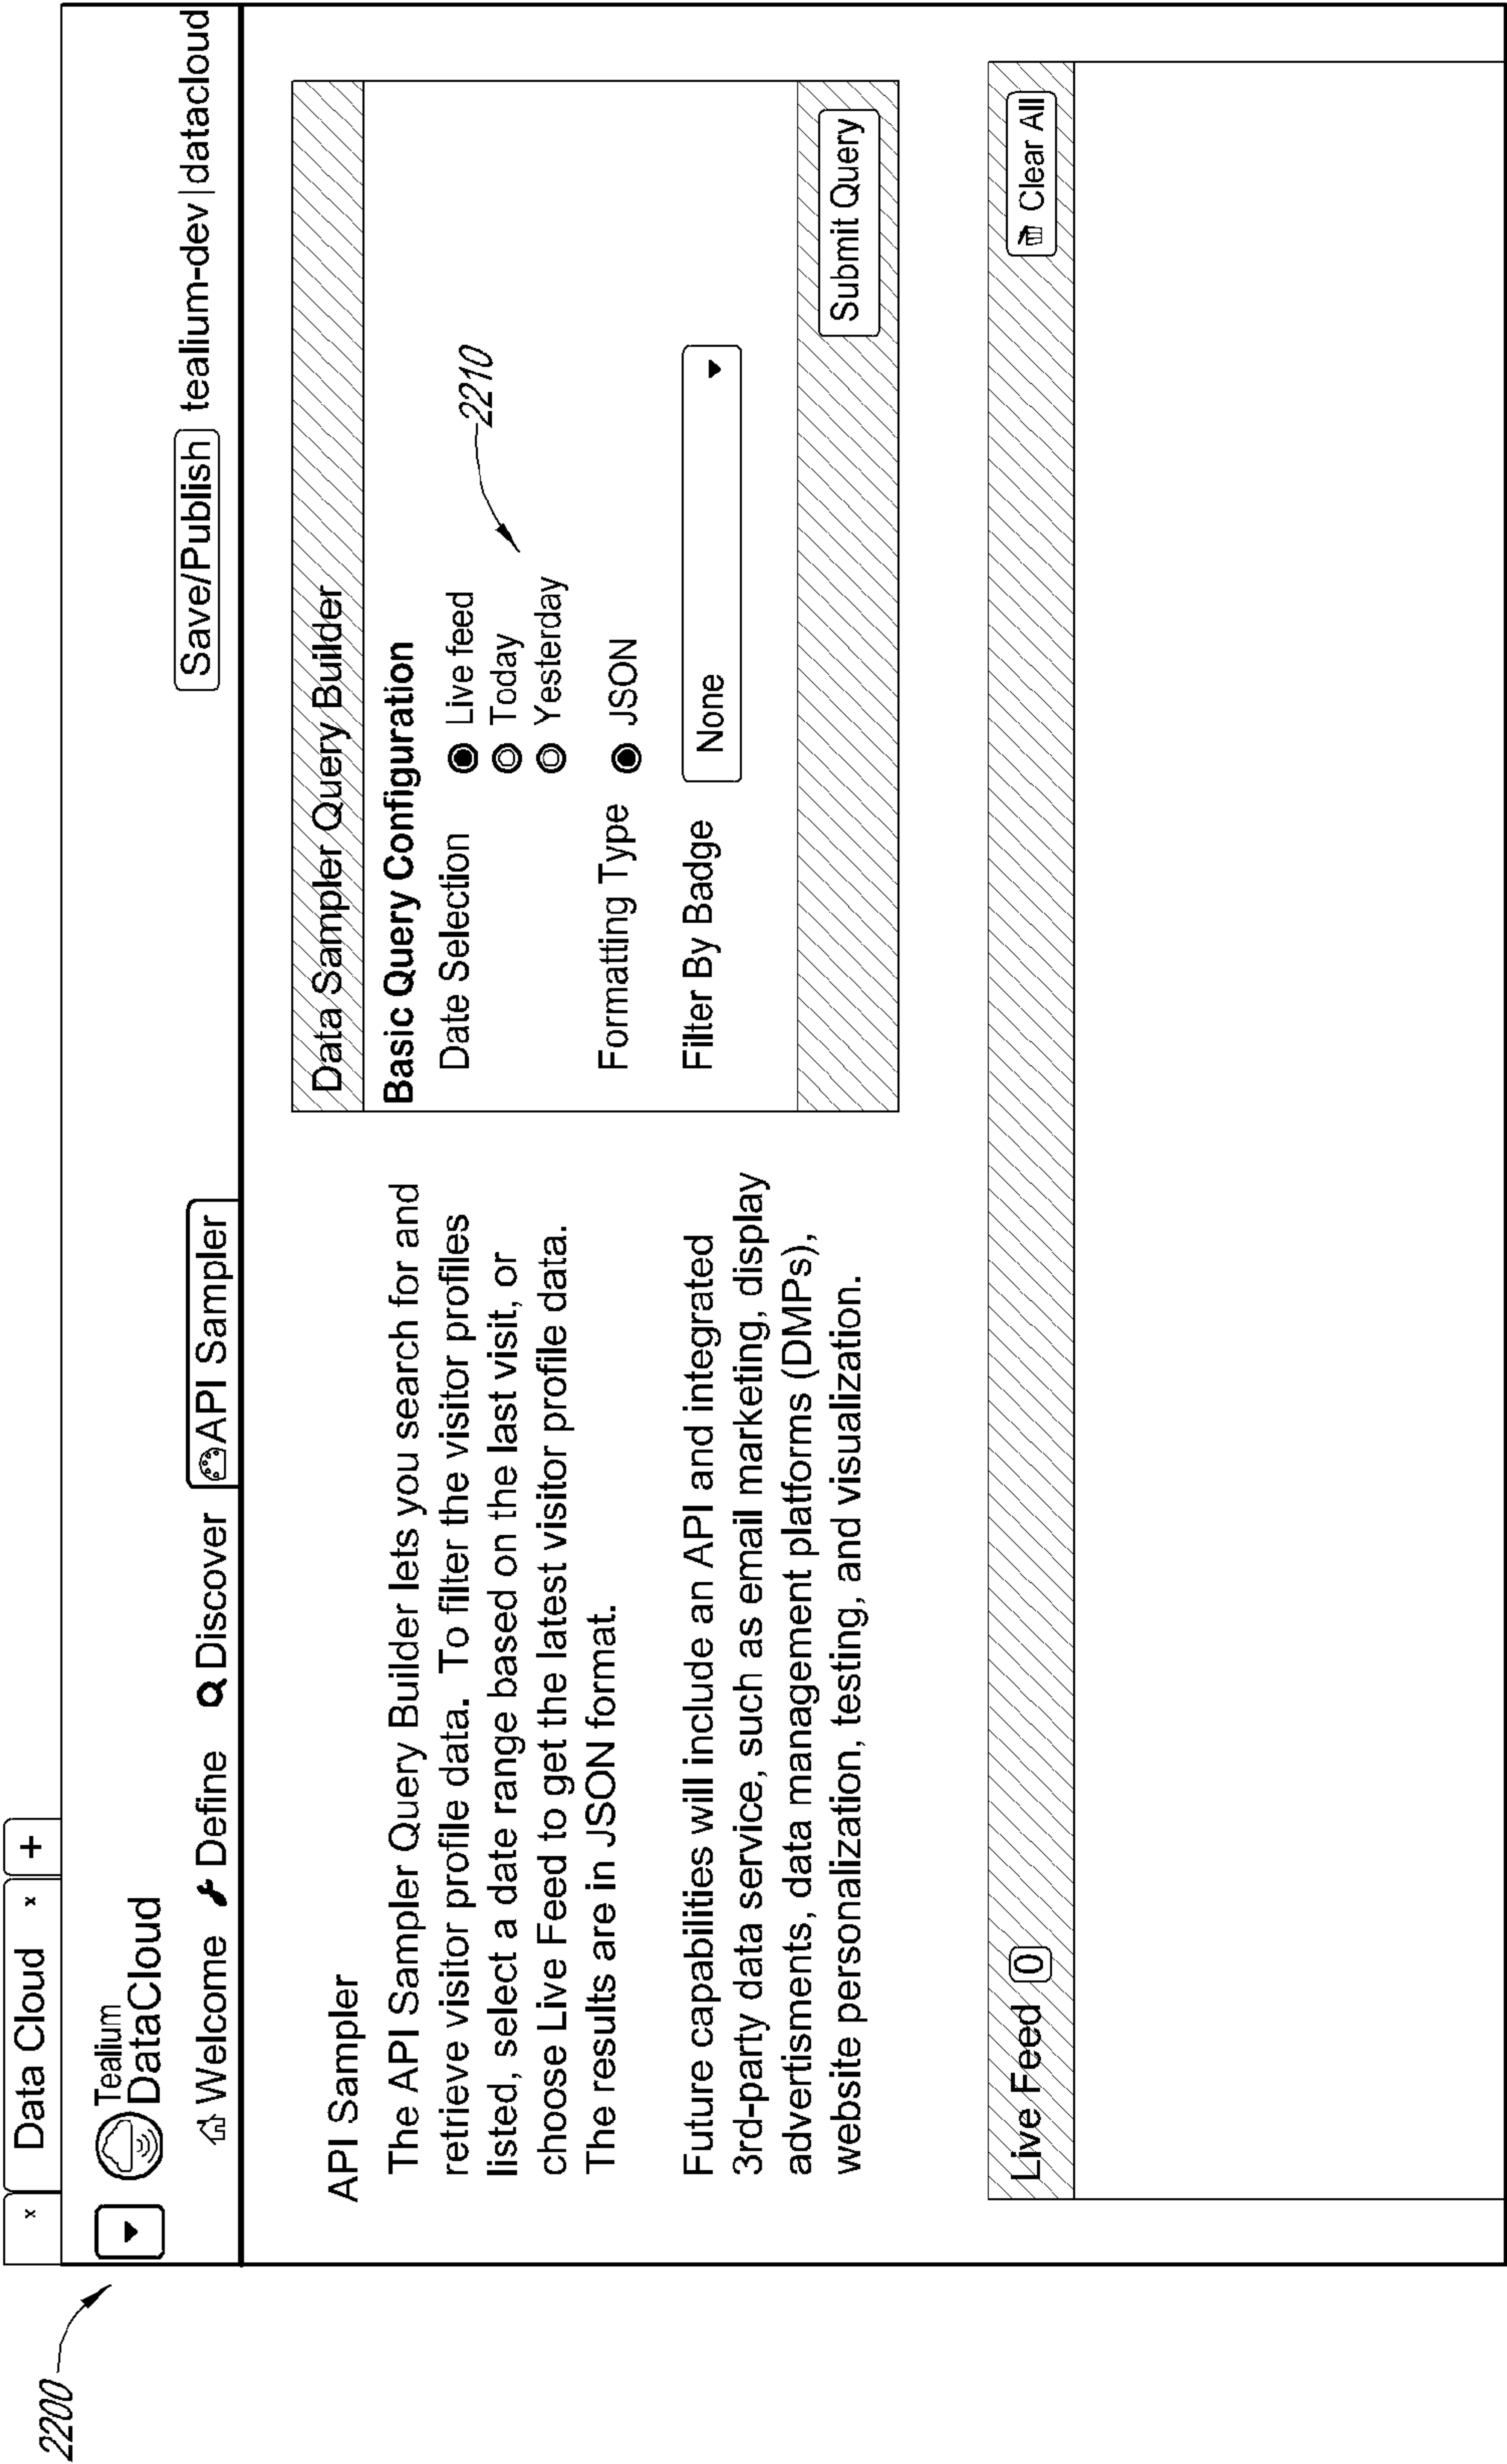 2200
x
Data Cloud x
+
Tealium
DataCloud
Welcome Define Discover API Sampler Save/Publish tealium-dev|datacloud
API Sampler
The API Sampler Query Builder lets you search for and
retrieve visitor profile data. To filter the visitor profiles
listed, select a date range based on the last visit, or
choose Live Feed to get the latest visitor profile data.
The results are in JSON format.
Future capabilities will include an API and integrated
3rd-party data service, such as email marketing, display
advertisments, data management platforms (DMPs),
website personalization, testing, and visualization.
Data Sampler Query Builder
Basic Query Configuration
Date Selection Live feed
Today
Yesterday
2210
Formatting Type JSON
Filter By Badge None
Submit Query
Live Feed 0 Clear All